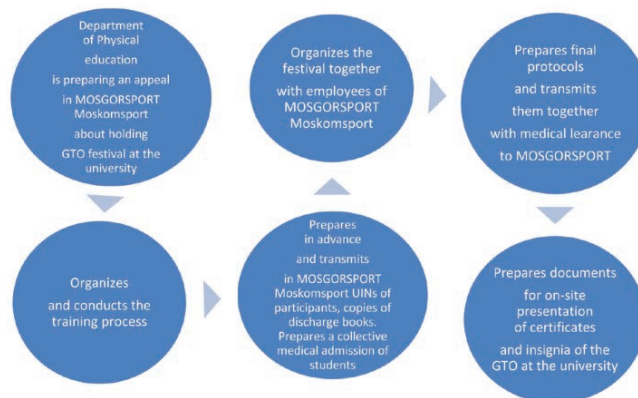 Department
of Physical
education
is preparing an appeal
in MOSGORSPORT
Moskomsport
about holding
GTO festival at the
university
Organizes
and conducts the
training process
Prepares
in advance
and transmits
in MOSGORSPORT
Moskomsport UINs of
participants, copies of
discharge books.
Prepares a collective
medical admission of
students
Organizes the
festival together
with employees of
MOSGORSPORT
Moskomsport
Prepares final
protocols
and transmits
them together
with medical learance
to MOSGORSPORT
Prepares documents
for on-site
presentation
of certificates
and insignia of the
GTO at the university